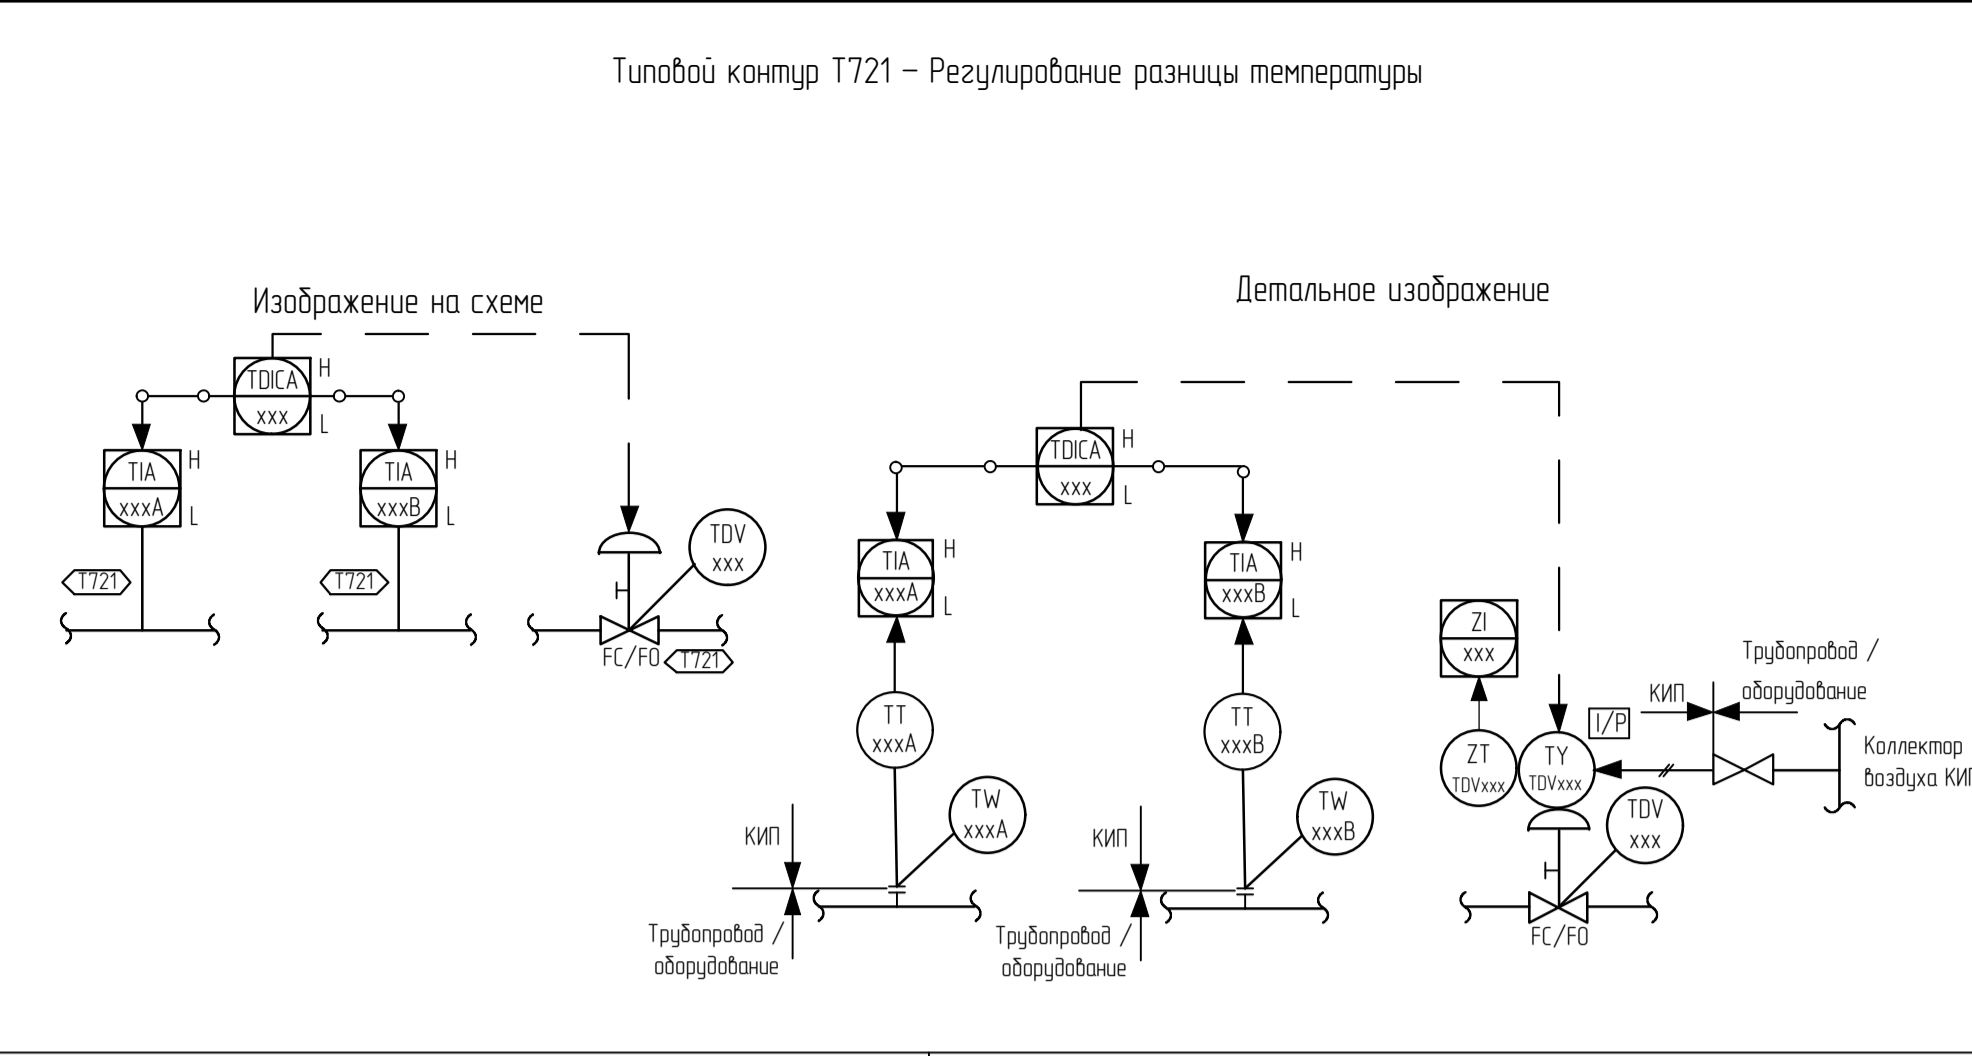 Типовой контур Т721 – Регулирование разницы температуры
Изображение на схеме
TDICA
xxx
H
L
TIA
xxxA
H
L
TIA
xxxB
H
L
T721
T721
TDV
xxx
FC/FO
T721
Детальное изображение
TDICA
xxx
H
L
TIA
xxxA
H
L
TIA
xxxB
H
L
TT
xxxA
TT
xxxB
TW
xxxA
TW
xxxB
КИП
Трубопровод /
оборудование
КИП
Трубопровод /
оборудование
ZI
xxx
ZT
TDVxxx
TY
TDVxxx
I/P
КИП
Трубопровод /
оборудование
Коллектор
воздуха КИП
TDV
xxx
FC/FO